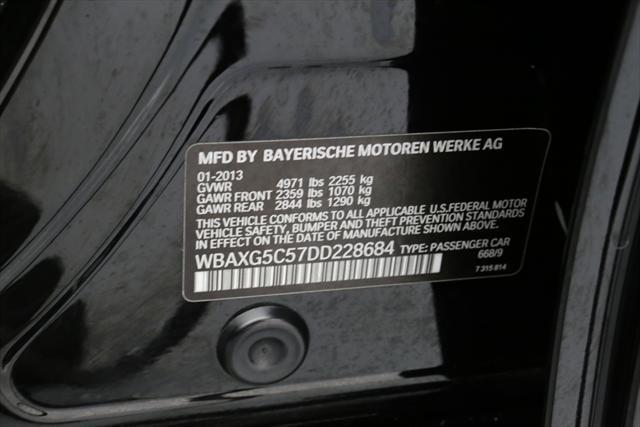 MFD BY BAYERISCHE MOTOREN WERKE AG
01-2013
GVWR 4971 lbs 2255 kg
GAWR FRONT 2359 lbs 1070 kg
GAWR REAR 2844 lbs 1290 kg
THIS VEHICLE CONFORMS TO ALL APPLICABLE U.S.FEDERAL MOTOR
VEHICLE SAFETY, BUMPER AND THEFT PREVENTION STANDARDS
IN EFFECT ON THE DATE OF MANUFACTURE SHOWN ABOVE.
WBAXG5C57DD228684 TYPE: PASSENGER CAR
668/9
7 315 814